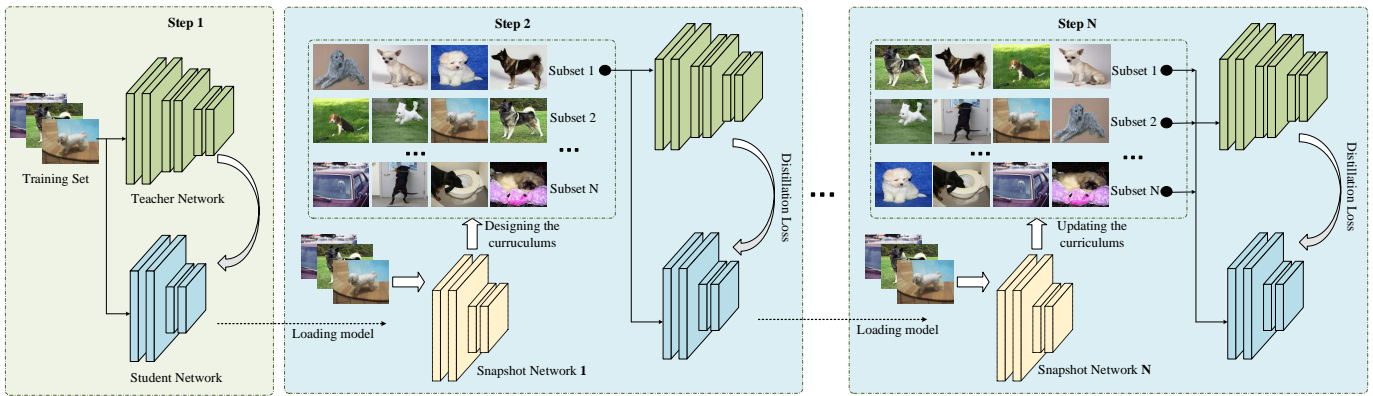 Step 1
Training Set
Teacher Network
Student Network
Step 2
Subset 1
Subset 2
...
...
Subset N
Designing the
curruculums
Distillation Loss
Loading model
Snapshot Network 1
...
Step N
Subset 1
Subset 2
...
...
Subset N
Updating the
curriculums
Distillation Loss
Loading model
Snapshot Network N